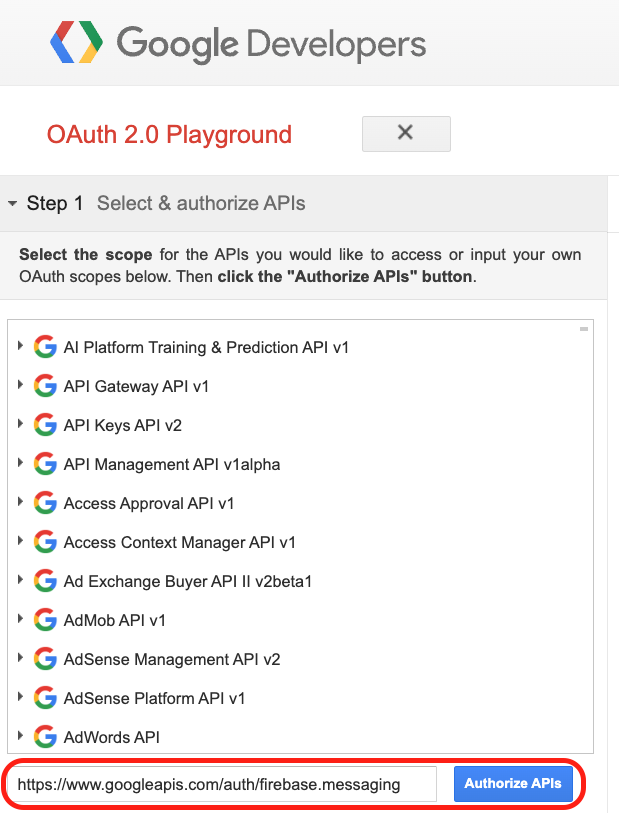 Google Developers
OAuth 2.0 Playground
Step 1 Select & authorize APIs
Select the scope for the APIs you would like to access or input your own
OAuth scopes below. Then click the "Authorize APIs" button.
AI Platform Training & Prediction API v1
API Gateway API v1
API Keys API v2
API Management API v1alpha
Access Approval API v1
Access Context Manager API v1
Ad Exchange Buyer API II v2beta1
AdMob API v1
AdSense Management API v2
AdSense Platform API v1
AdWords API
https://www.googleapis.com/auth/firebase.messaging Authorize APIs